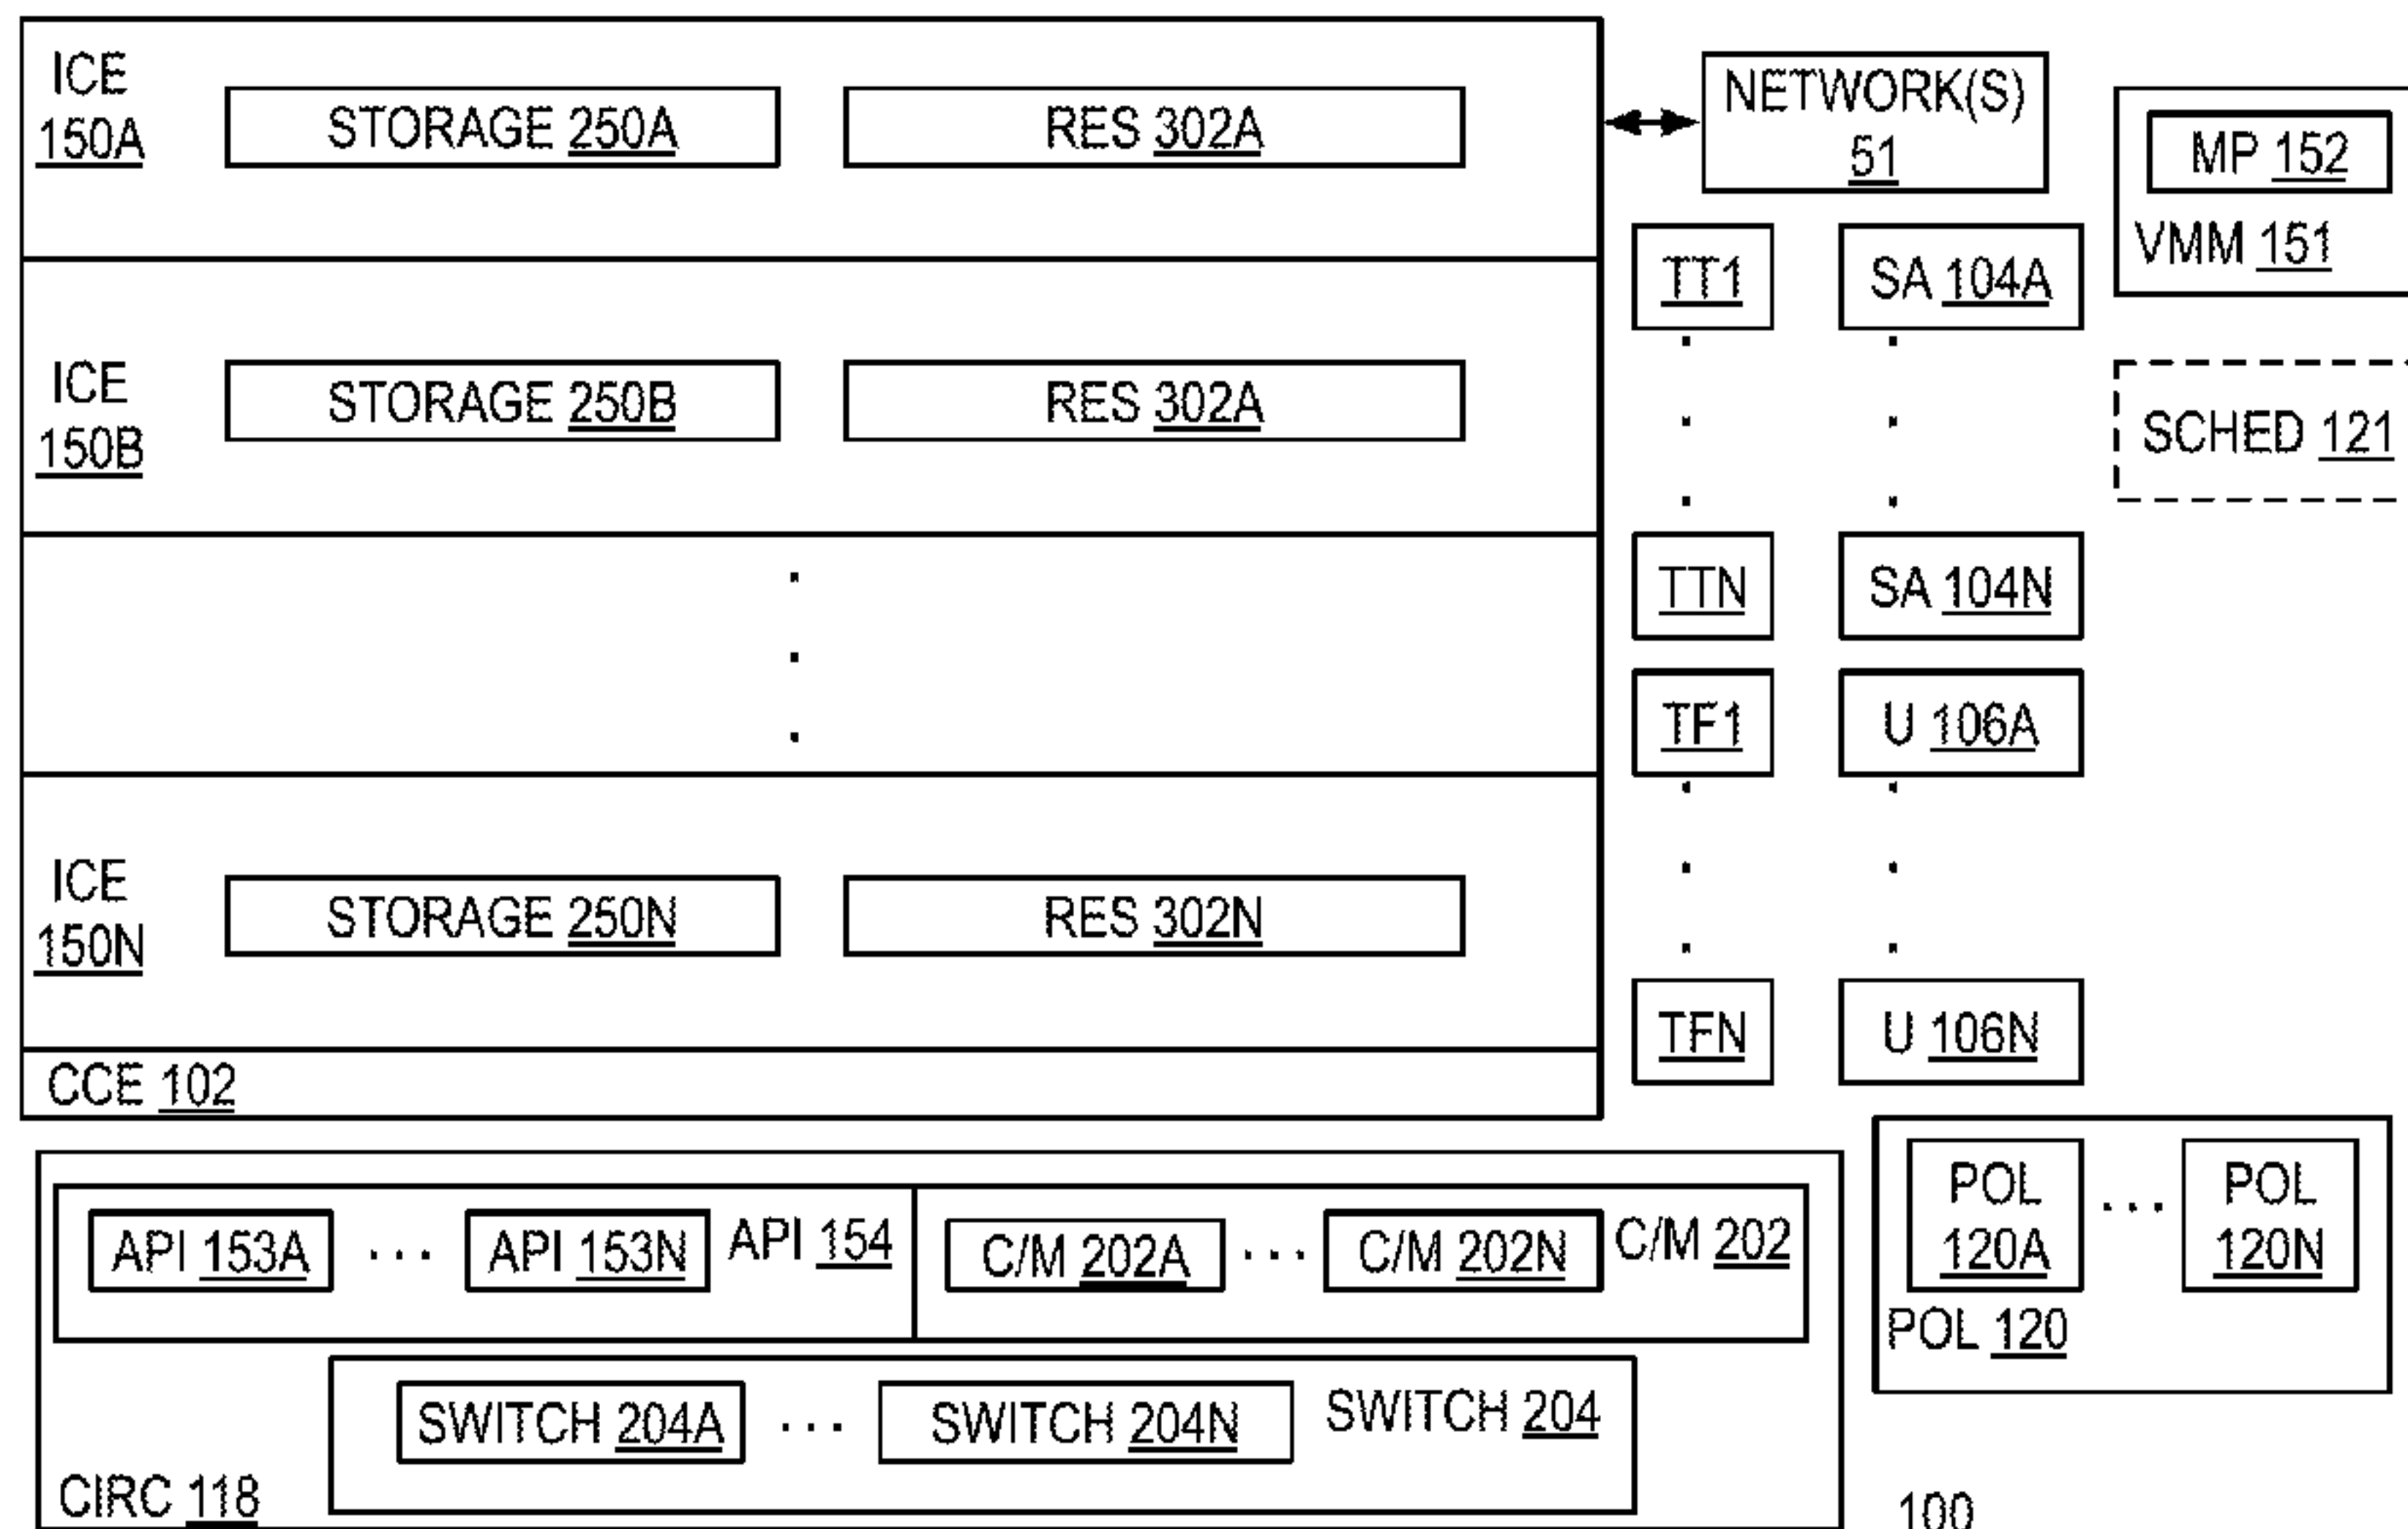 ICE
150A
STORAGE 250A
RES 302A
NETWORK(S)
51
MP 152
VMM 151
TT1
SA 104A
ICE
150B
STORAGE 250B
RES 302A
SCHED 121
TTN
SA 104N
TF1
U 106A
ICE
150N
STORAGE 250N
RES 302N
TFN
U 106N
CCE 102
API 153A ... API 153N API 154
C/M 202A ... C/M 202N C/M 202
POL
120A
...
POL
120N
POL 120
SWITCH 204A ... SWITCH 204N SWITCH 204
CIRC 118
100